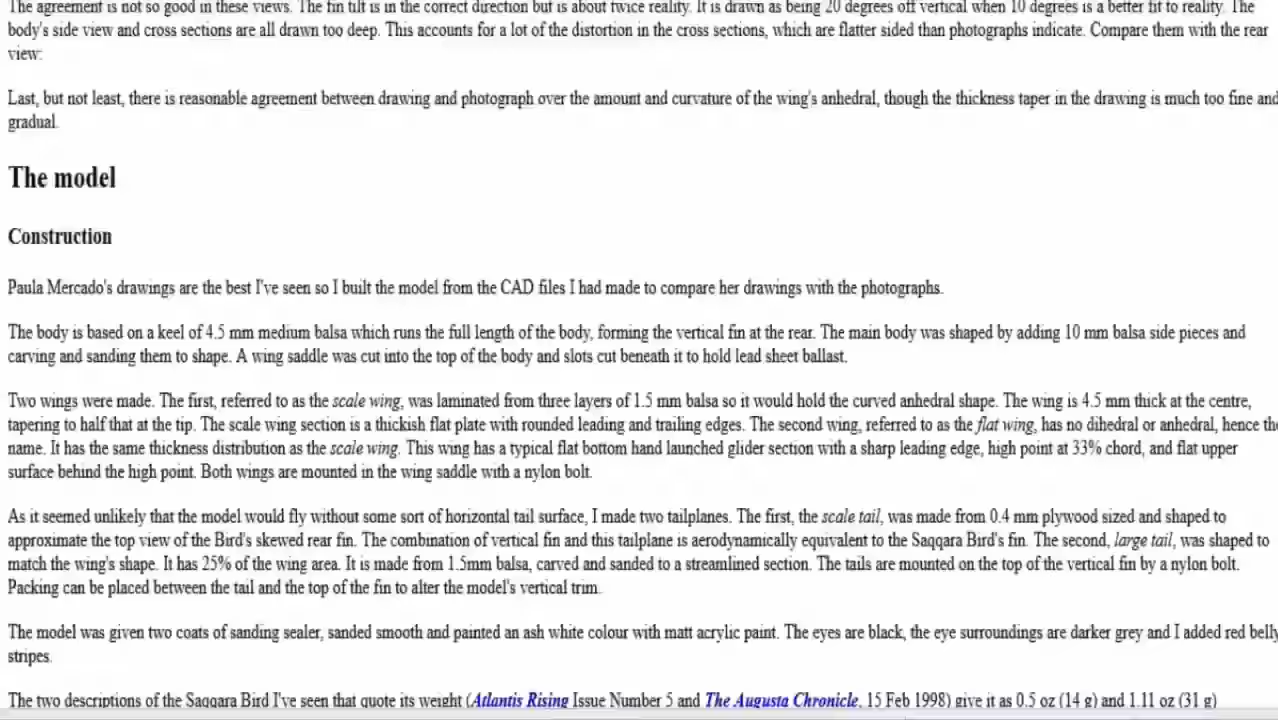 The agreement is not so good in these views. The fin tilt is in the correct direction but is about twice reality. It is drawn as being 20 degrees off vertical when 10 degrees is a better fit to reality. The
body's side view and cross sections are all drawn too deep. This accounts for a lot of the distortion in the cross sections, which are flatter sided than photographs indicate. Compare them with the rear
view:
Last, but not least, there is reasonable agreement between drawing and photograph over the amount and curvature of the wing's anhedral, though the thickness taper in the drawing is much too fine and
gradual.
The model
Construction
Paula Mercado's drawings are the best I've seen so I built the model from the CAD files I had made to compare her drawings with the photographs.
The body is based on a keel of 4.5 mm medium balsa which runs the full length of the body, forming the vertical fin at the rear. The main body was shaped by adding 10 mm balsa side pieces and
carving and sanding them to shape. A wing saddle was cut into the top of the body and slots cut beneath it to hold lead sheet ballast.
Two wings were made. The first, referred to as the scale wing, was laminated from three layers of 1.5 mm balsa so it would hold the curved anhedral shape. The wing is 4.5 mm thick at the centre,
tapering to half that at the tip. The scale wing section is a thickish flat plate with rounded leading and trailing edges. The second wing, referred to as the flat wing, has no dihedral or anhedral, hence th
name. It has the same thickness distribution as the scale wing. This wing has a typical flat bottom hand launched glider section with a sharp leading edge, high point at 33% chord, and flat upper
surface behind the high point. Both wings are mounted in the wing saddle with a nylon bolt.
As it seemed unlikely that the model would fly without some sort of horizontal tail surface, I made two tailplanes. The first, the scale tail, was made from 0.4 mm plywood sized and shaped to
approximate the top view of the Bird's skewed rear fin. The combination of vertical fin and this tailplane is aerodynamically equivalent to the Saqqara Bird's fin. The second, large tail, was shaped to
match the wing's shape. It has 25% of the wing area. It is made from 1.5mm balsa, carved and sanded to a streamlined section. The tails are mounted on the top of the vertical fin by a nylon bolt.
Packing can be placed between the tail and the top of the fin to alter the model's vertical trim.
The model was given two coats of sanding sealer, sanded smooth and painted an ash white colour with matt acrylic paint. The eyes are black, the eye surroundings are darker grey and I added red belly
stripes.
The two descriptions of the Saqqara Bird I've seen that quote its weight (Atlantis Rising Issue Number 5 and The Augusta Chronicle, 15 Feb 1998) give it as 0.5 oz (14 g) and 1.11 oz (31 g)